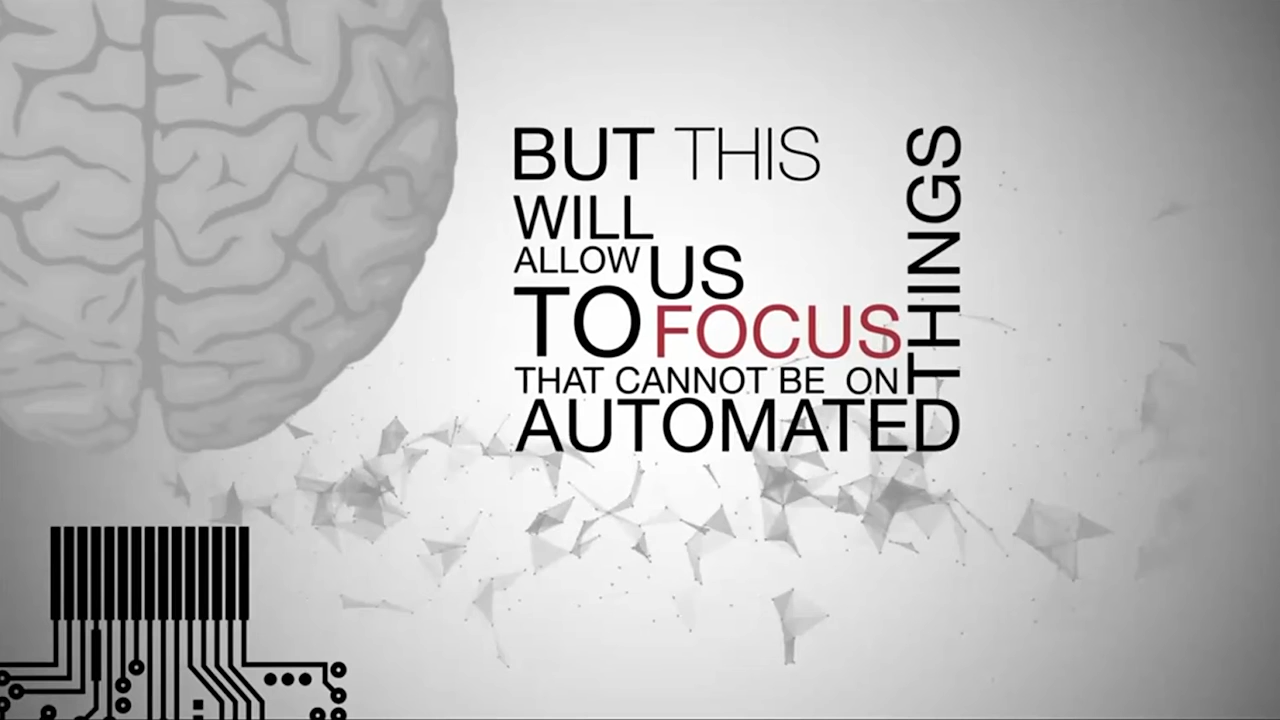 BUT THIS
WILL
ALLOW US
TO FOCUS
ON THINGS
THAT CANNOT BE
AUTOMATED